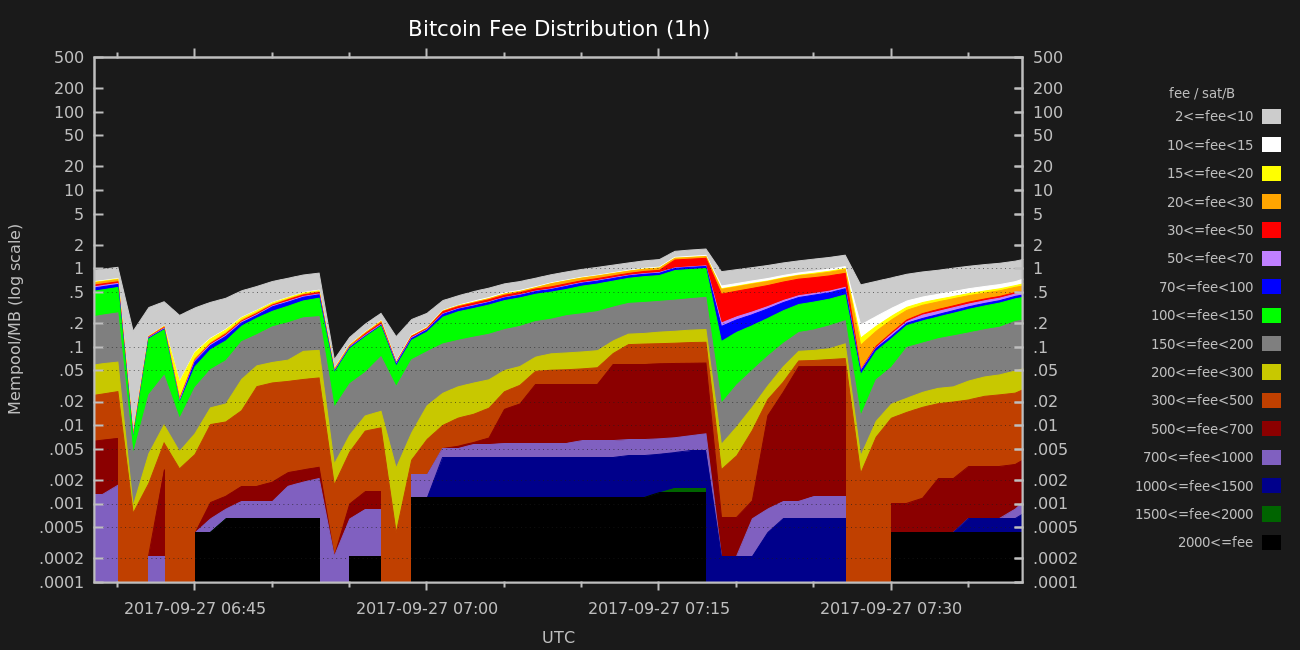 Bitcoin Fee Distribution (1h)
500 500
200 200
100 100
50 50
20 20
10 10
5 5
2 2
1 1
.5 .5
.2 .2
.1 .1
.05 .05
.02 .02
.01 .01
.005 .005
.002 .002
.001 .001
.0005 .0005
.0002 .0002
.0001 .0001
Mempool/MB (log scale)
2017-09-27 6:45 2017-09-27 07:00 2017-09-27 07:15 2017-09-27 07:30
UTC
fee / sat/B
2<=fee<10
10<=fee<15
15<=fee<20
20<=fee<30
30<=fee<50
50<=fee<70
70<=fee<100
100<=fee<150
150<=fee<200
200<=fee<300
300<=fee<500
500<=fee<700
700<=fee<1000
1000<=fee<1500
1500<=fee<2000
2000<=fee